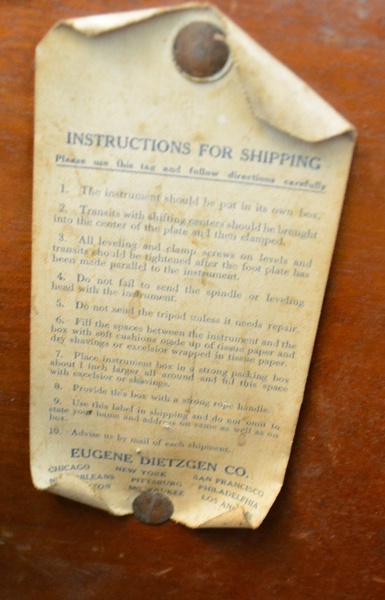 INSTRUCTIONS FOR SHIPPING
Please use this tag and follow directions carefully
1. The instrument should be put in its own box.
2. Transits with shifting centers should be brought
into the center of the plate and then clamped.
3. All leveling and clamp screws on levels and
transits should be tightened after the foot plate has
been made parallel to the instrument.
4. Do not fail to send the spindle or leveling
head with the instrument.
5. Do not send the tripod unless it needs repair.
6. Fill the spaces between the instrument and the
box with soft cushions made up of tissue paper and
dry shavings or excelsior wrapped in tissue paper.
7. Place instrument box in a strong packing box
about 1 inch larger all around and fill this space
with excelsior or shavings.
8. Provide this box with a strong rope handle.
9. Use this label in shipping and do not omit to
state your name and address on same as well as on
box.
10. Advise us by mail of each shipment.
EUGENE DIETZGEN CO.
CHICAGO NEW YORK SAN FRANCISCO
ORLEANS PITTSBURG PHILADELPHIA
MILWAUKEE LOS